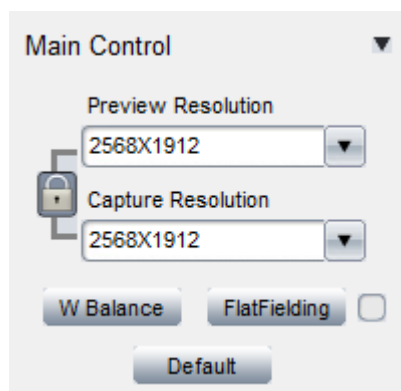 Main Control
Preview Resolution
2568X1912
Capture Resolution
2568X1912
W Balance FlatFielding
Default